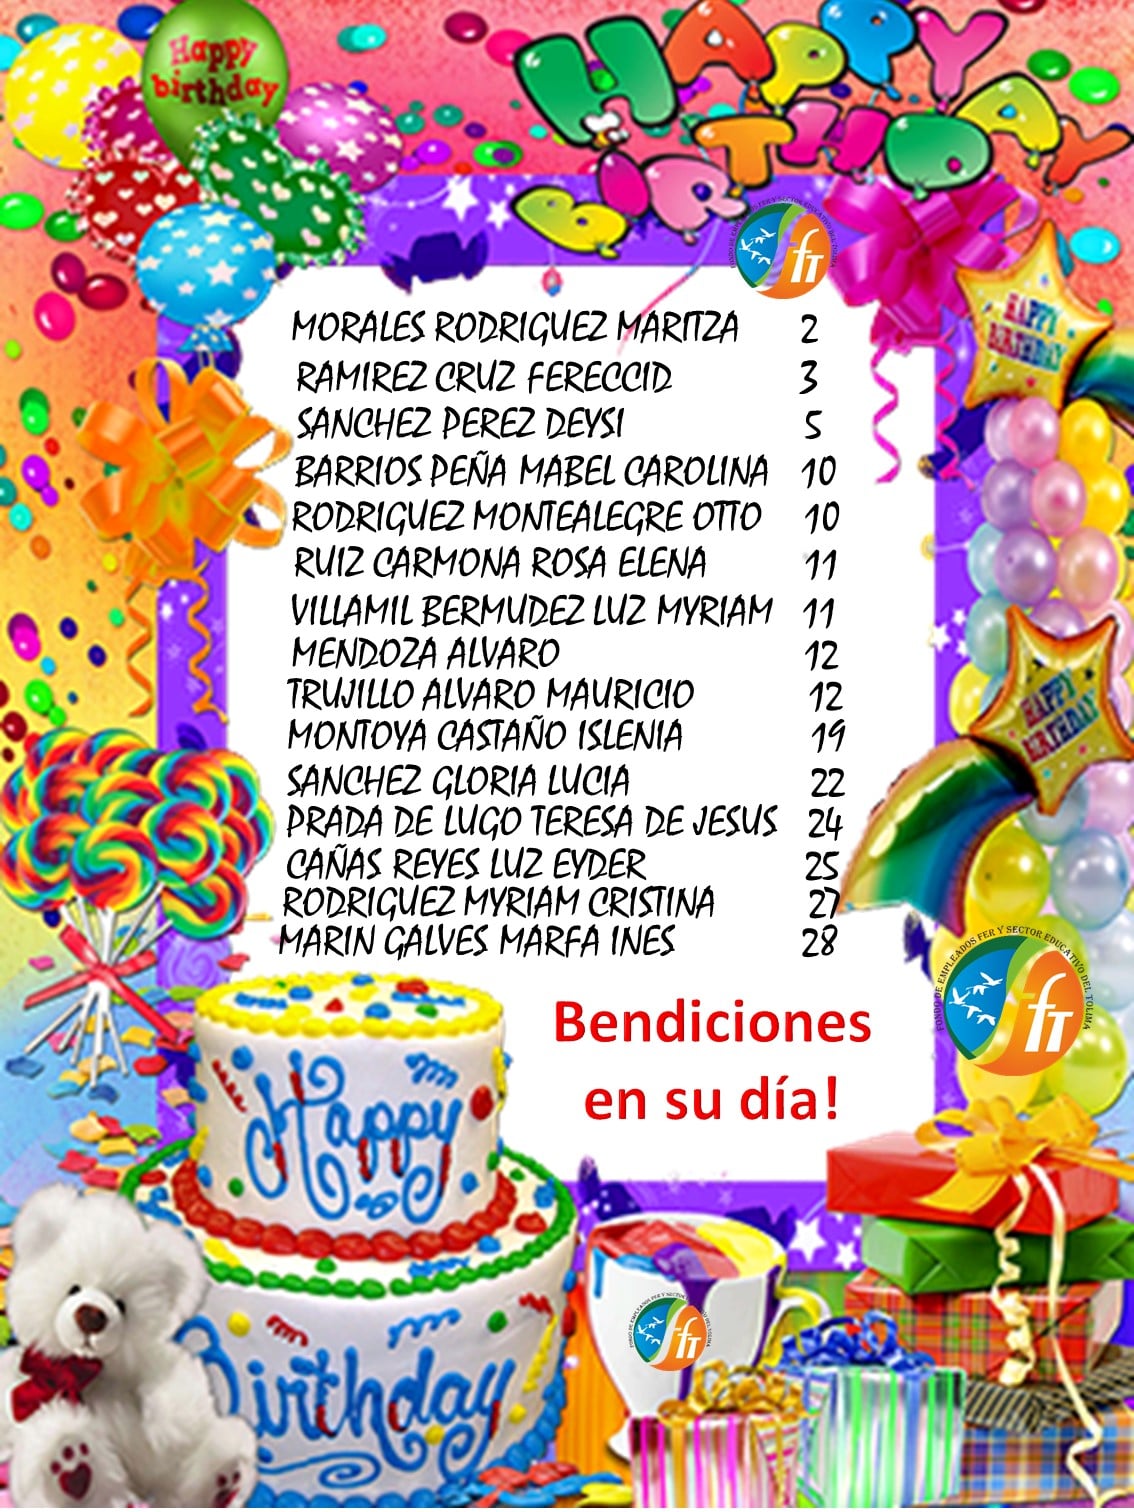 Happy
birthday
HAPPY
BIRTHDAY
FONDO DE EMPLEADOS FER Y SECTOR EDUCATIVO DEL TOLIMA
fT
HAPPY
BIRTHDAY
MORALES RODRIGUEZ MARITZA 2
RAMIREZ CRUZ FERECCID 3
SANCHEZ PEREZ DEYSI 5
BARRIOS PEÑA MABEL CAROLINA 10
RODRIGUEZ MONTEALEGRE OTTO 10
RUIZ CARMONA ROSA ELENA 11
VILLAMIL BERMUDEZ LUZ MYRIAM 11
MENDOZA ALVARO 12
TRUJILLO ALVARO MAURICIO 12
MONTOYA CASTAÑO ISLENIA 19
SANCHEZ GLORIA LUCIA 22
PRADA DE LUGO TERESA DE JESUS 24
CAÑAS REYES LUZ EYDER 25
RODRIGUEZ MYRIAM CRISTINA 27
MARIN GALVES MARFA INES 28
HAPPY
BIRTHDAY
FONDO DE EMPLEADOS FER Y SECTOR EDUCATIVO DEL TOLIMA
fT
Bendiciones
en su día!
Happy
Birthday
FONDO DE EMPLEADOS FER Y SECTOR EDUCATIVO DEL TOLIMA
fT